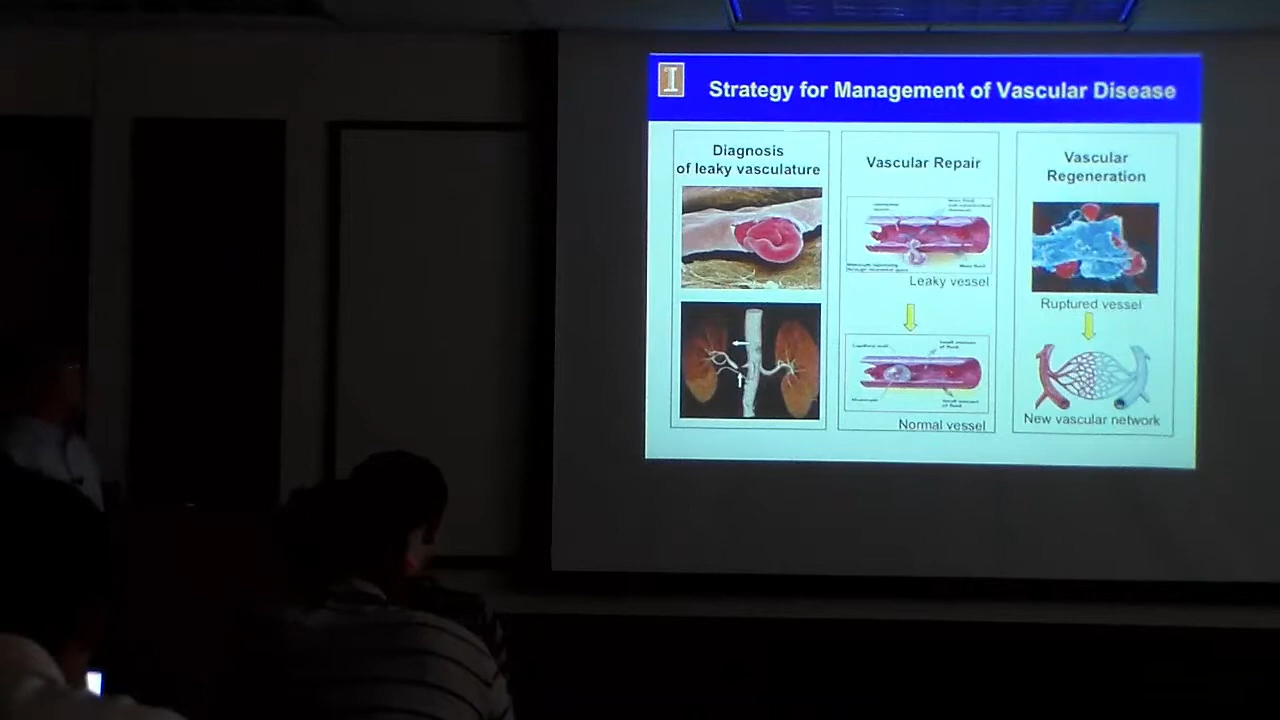 I
Strategy for Management of Vascular Disease
Diagnosis
of leaky vasculature
Vascular Repair
Leaky vessel
Normal vessel
Vascular
Regeneration
Ruptured vessel
New vascular network